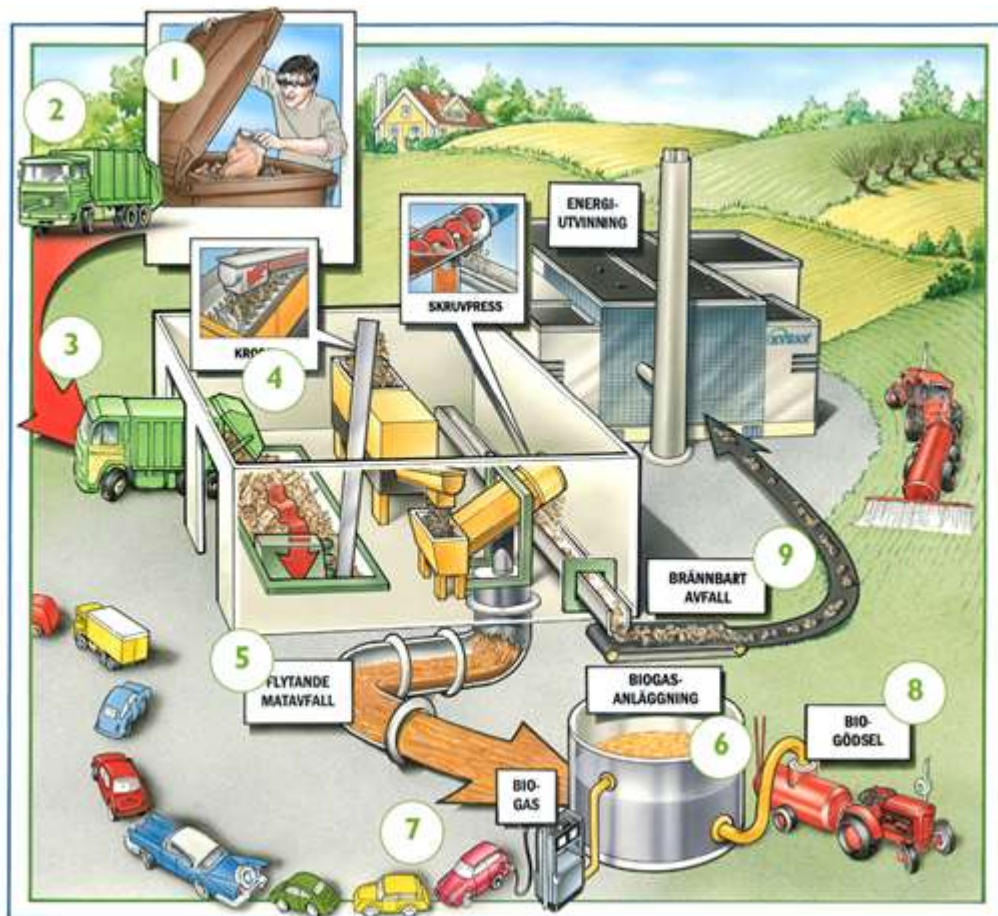 1
2
ENERGI-
UTVINNING
SKRUVPRESS
3
4
9
BRÄNNBART
AVFALL
5
FLYTANDE
MATAVFALL
BIOGAS-
ANLÄGGNING
6
8
BIO-
GÖDSEL
BIO-
GAS
7